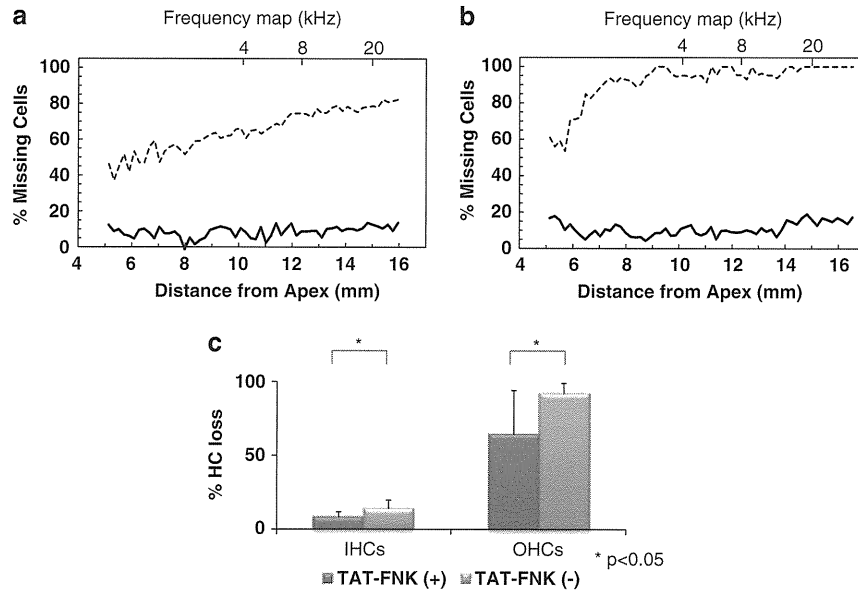 a
Frequency map (kHz)
4 8 20
100
80
60
40
20
0
% Missing Cells
4 6 8 10 12 14 16
Distance from Apex (mm)
b
Frequency map (kHz)
4 8 20
100
80
60
40
20
0
% Missing Cells
4 6 8 10 12 14 16
Distance from Apex (mm)
c
* *
100
50
0
% HC loss
IHCs OHCs
* p<0.05
TAT-FNK (+) TAT-FNK (-)